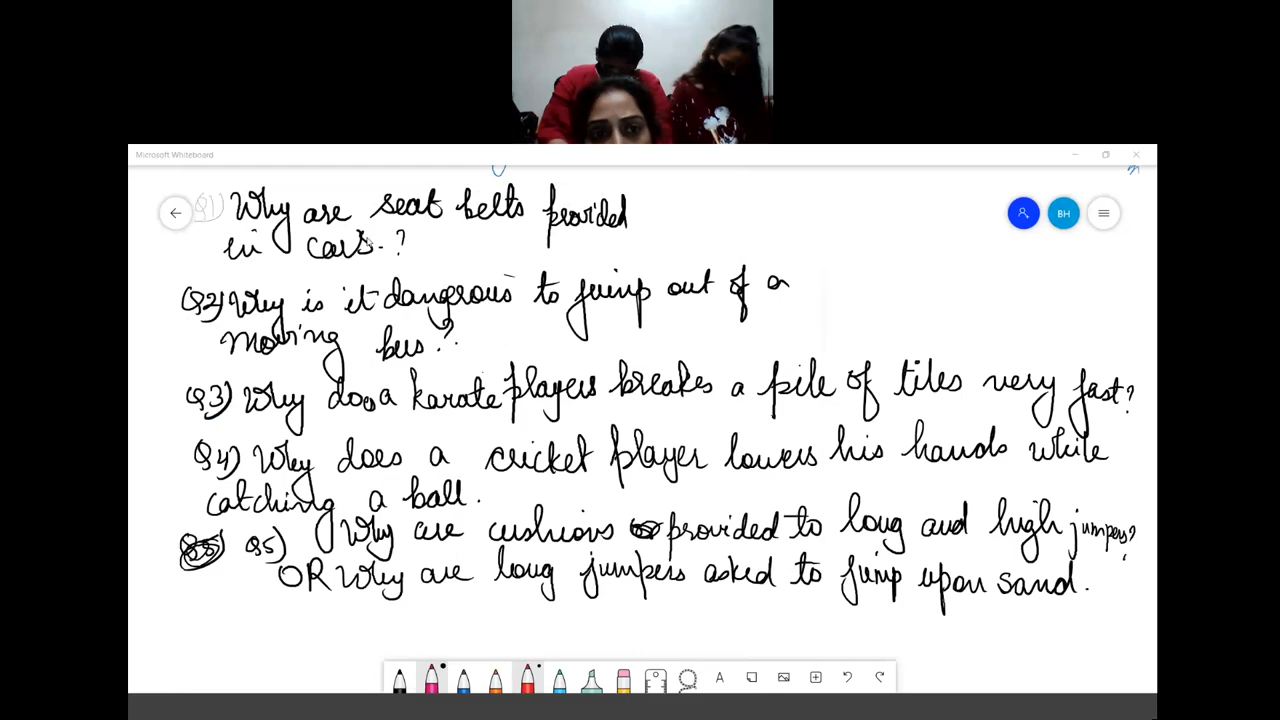 Microsoft Whiteboard
Q1) Why are seat belts provided
in cars.?
BH
Q2) Why is it dangrous to jump out of a
moving bus.?
Q3) Why does a karate players breakes a pile of tiles very fast?
Q4) Why does a cricket player lowers his hands while
catching a ball.
Q5) Why are cushions provided to long and high jumpers?
OR Why are long jumpers asked to jump upon sand.
A